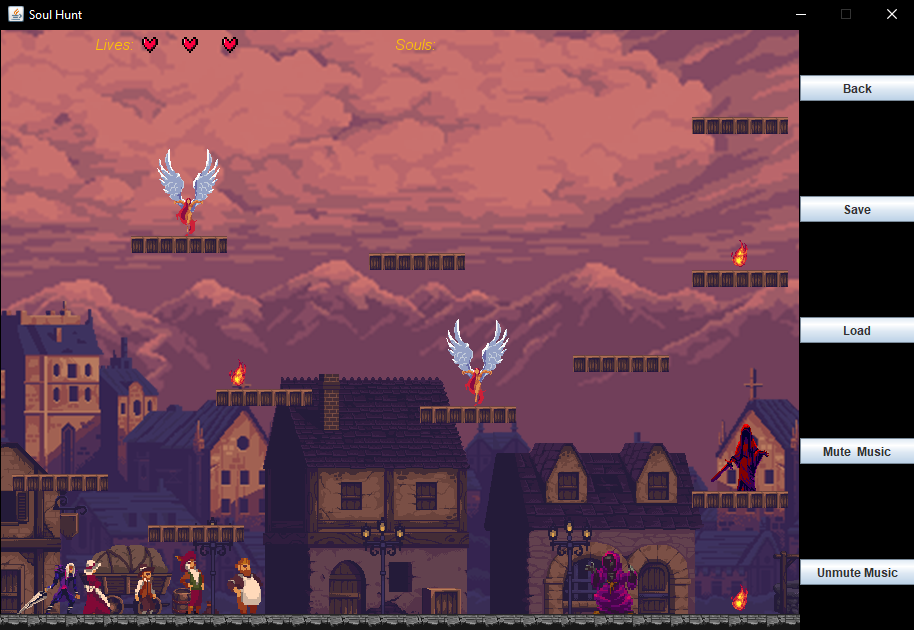 Soul Hunt
Lives:
Souls:
Back
Save
Load
Mute Music
Unmute Music